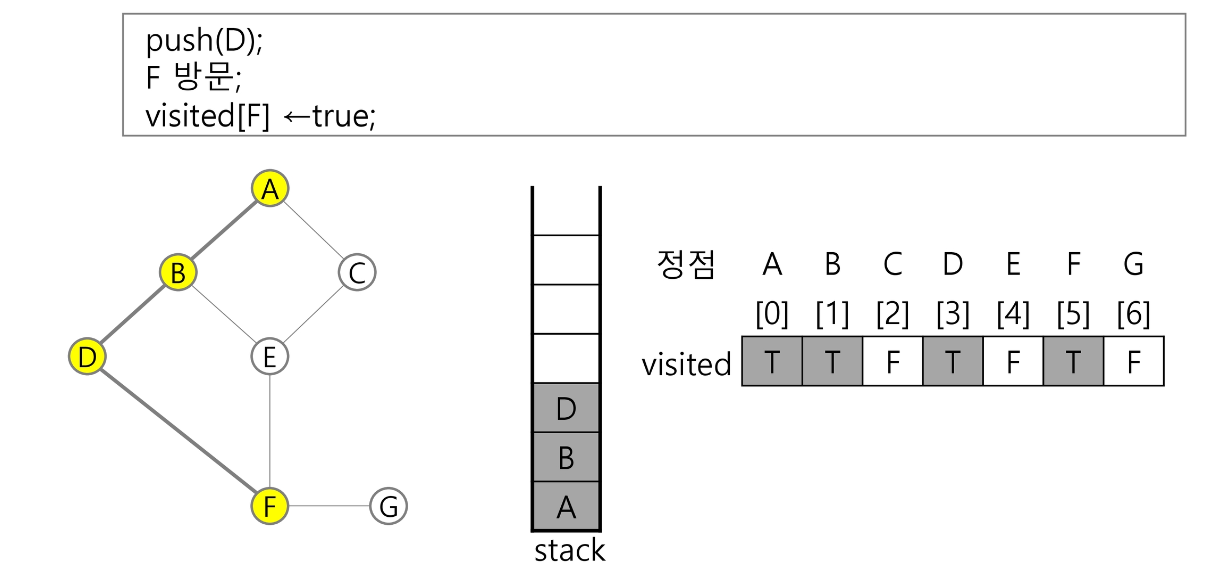 push(D);
F 방문;
visited[F] ←true;
A
B
C
D
E
F
G
D
B
A
stack
정점 A B C D E F G
[0] [1] [2] [3] [4] [5] [6]
visited T T F T F T F